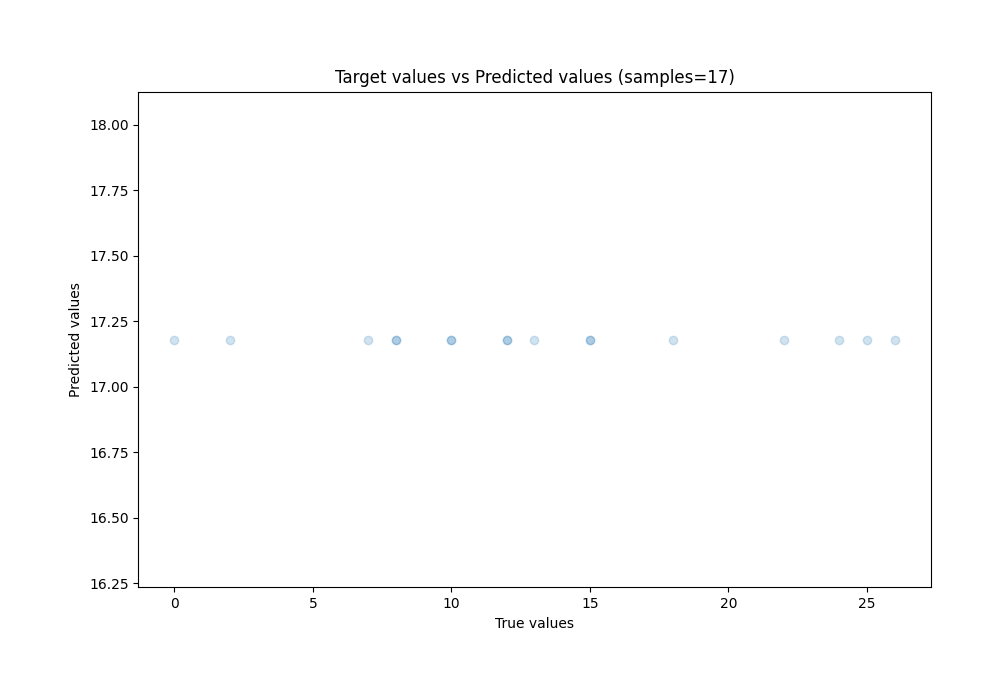 Target values vs Predicted values (samples=17)
18.00
17.75
17.50
17.25
17.00
16.75
16.50
16.25
Predicted values
0 5 10 15 20 25
True values